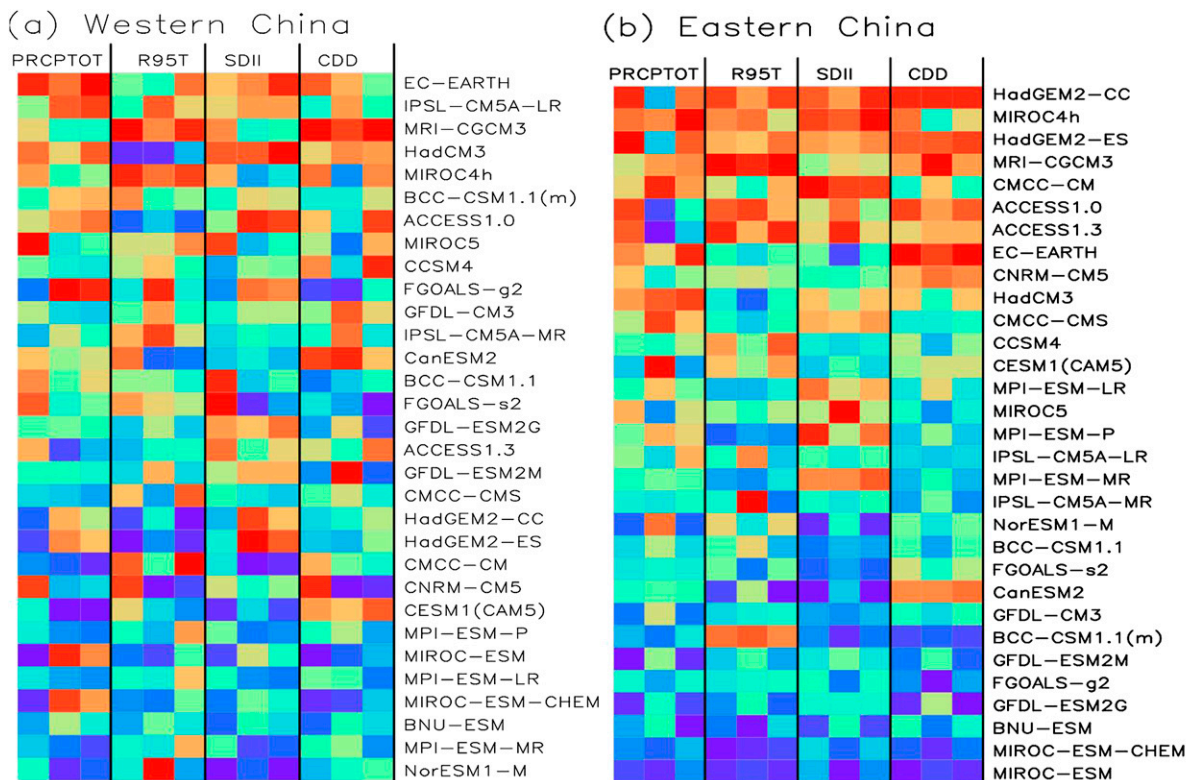 (a) Western China
PRCPTOT R95T SDII CDD
EC-EARTH
IPSL-CM5A-LR
MRI-CGCM3
HadCM3
MIROC4h
BCC-CSM1.1(m)
ACCESS1.0
MIROC5
CCSM4
FGOALS-g2
GFDL-CM3
IPSL-CM5A-MR
CanESM2
BCC-CSM1.1
FGOALS-s2
GFDL-ESM2G
ACCESS1.3
GFDL-ESM2M
CMCC-CMS
HadGEM2-CC
HadGEM2-ES
CMCC-CM
CNRM-CM5
CESM1(CAM5)
MPI-ESM-P
MIROC-ESM
MPI-ESM-LR
MIROC-ESM-CHEM
BNU-ESM
MPI-ESM-MR
NorESM1-M
(b) Eastern China
PRCPTOT R95T SDII CDD
HadGEM2-CC
MIROC4h
HadGEM2-ES
MRI-CGCM3
CMCC-CM
ACCESS1.0
ACCESS1.3
EC-EARTH
CNRM-CM5
HadCM3
CMCC-CMS
CCSM4
CESM1(CAM5)
MPI-ESM-LR
MIROC5
MPI-ESM-P
IPSL-CM5A-LR
MPI-ESM-MR
IPSL-CM5A-MR
NorESM1-M
BCC-CSM1.1
FGOALS-s2
CanESM2
GFDL-CM3
BCC-CSM1.1(m)
GFDL-ESM2M
FGOALS-g2
GFDL-ESM2G
BNU-ESM
MIROC-ESM-CHEM
MIROC-ESM